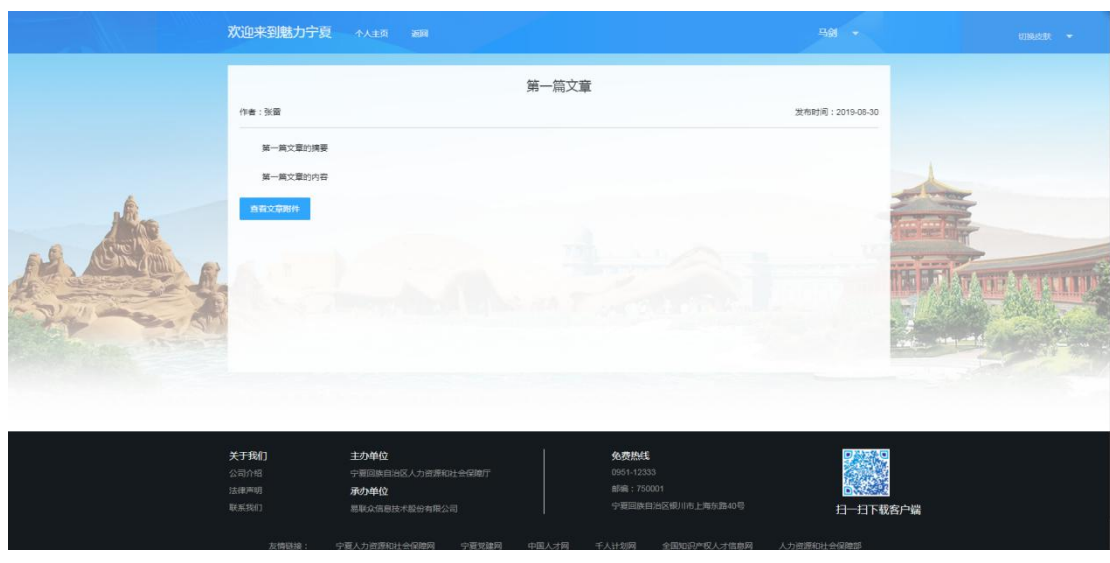 欢迎来到魅力宁夏 个人主页 返回 马剑 切换皮肤
第一篇文章
作者：张蕾 发布时间：2019-08-30
第一篇文章的摘要
第一篇文章的内容
查看文章附件
关于我们 主办单位 免费热线
公司介绍 宁夏回族自治区人力资源和社会保障厅 0951-12333
法律声明 承办单位 邮编：750001
联系我们 易联众信息技术股份有限公司 宁夏回族自治区银川市上海东路40号
扫一扫下载客户端
友情链接： 宁夏人力资源和社会保障网 宁夏党建网 中国人才网 千人计划网 全国知识产权人才信息网 人力资源和社会保障部